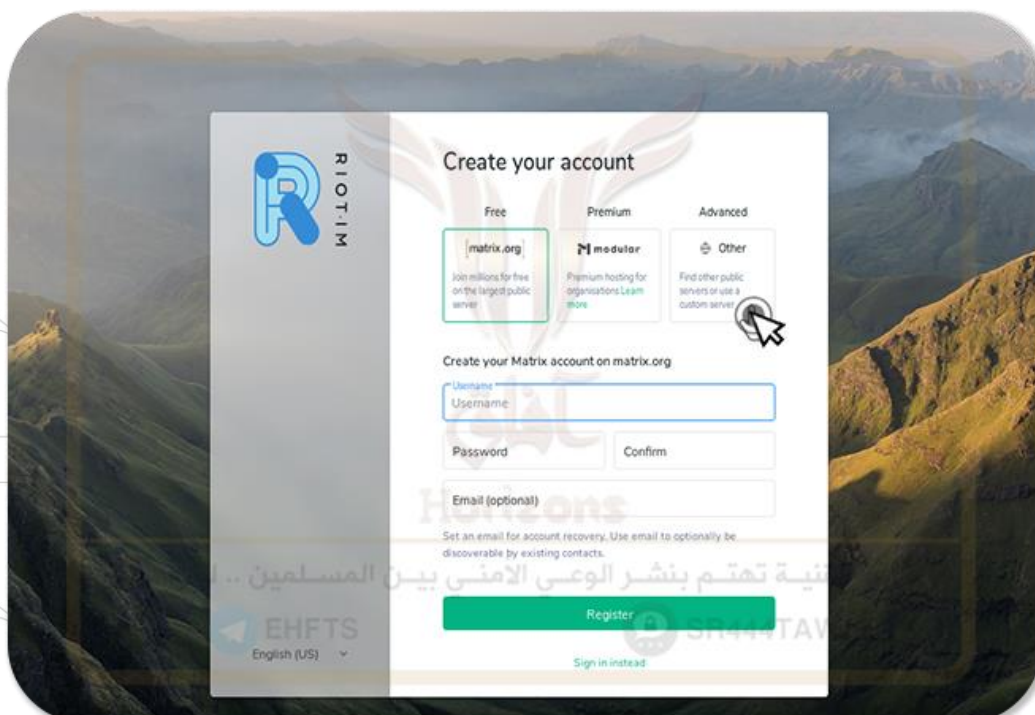 RIOT·IM
Create your account
Free
Premium
Advanced
[matrix.org]
modular
Other
Join millions for free
on the largest public
server
Premium hosting for
organisations Learn
more
Find other public
servers or use a
custom server
Create your Matrix account on matrix.org
Username
Username
Password
Confirm
Email (optional)
آفاق
Horizons
Set an email for account recovery. Use email to optionally be
discoverable by existing contacts.
تهتم بنشر الوعي الامني بيـن المسلمين ..
Register
EHFTS
English (US)
Sign in instead